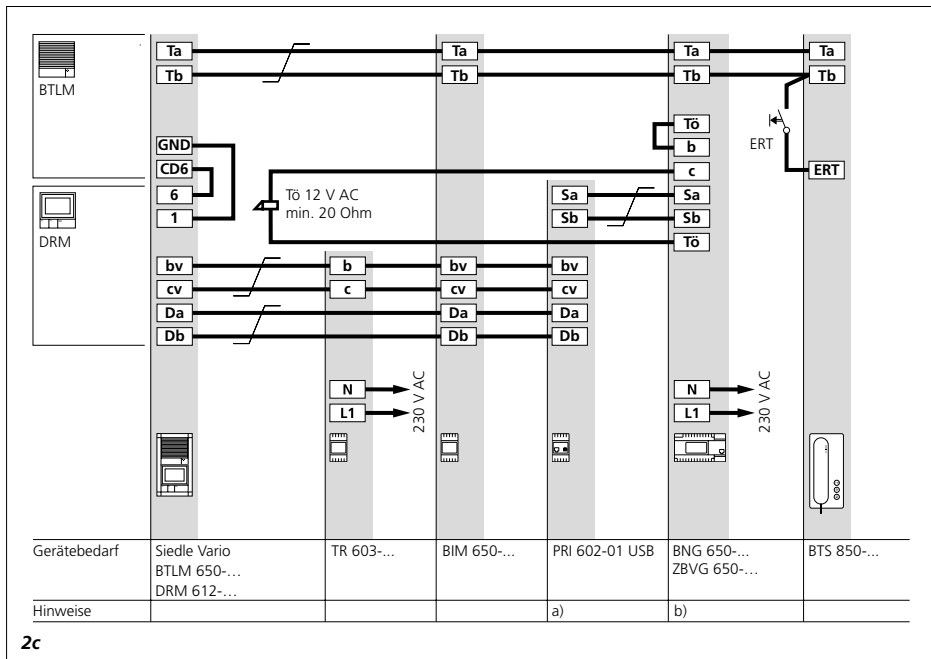 Ta Ta Ta Ta
Tb Tb Tb Tb
BTLM
Tö
ERT
GND b
CD6 c ERT
6 Tö 12 V AC Sa Sa
1 min. 20 Ohm Sb Sb
DRM
Tö
bv b bv bv
cv c cv cv
Da Da Da
Db Db Db
N 230 V AC N 230 V AC
L1 L1
Gerätebedarf Siedle Vario TR 603-... BIM 650-... PRI 602-01 USB BNG 650-... BTS 850-...
BTLM 650-... ZBVG 650-...
DRM 612-...
Hinweise a) b)
2c